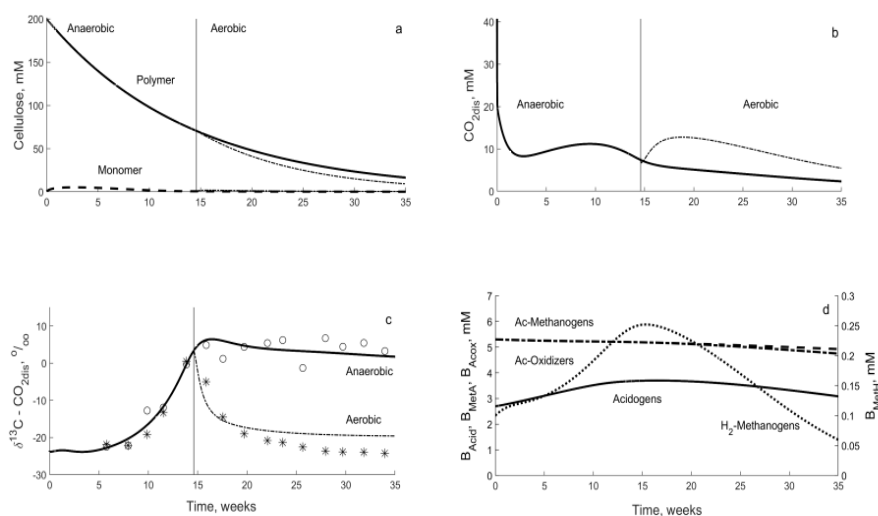 a
Anaerobic
Aerobic
Polymer
Monomer
Cellulose, mM
200
150
100
50
0
0 5 10 15 20 25 30 35
b
Anaerobic
Aerobic
CO2dis, mM
40
30
20
10
0
0 5 10 15 20 25 30 35
c
Anaerobic
Aerobic
δ13C - CO2dis, o/oo
10
0
-10
-20
-30
0 5 10 15 20 25 30 35
Time, weeks
d
Ac-Methanogens
Ac-Oxidizers
Acidogens
H2-Methanogens
BAcid, BMetA, BAcox, mM
7
6
5
4
3
2
1
0
BMetH, mM
0.3
0.25
0.2
0.15
0.1
0.05
0
0 5 10 15 20 25 30 35
Time, weeks